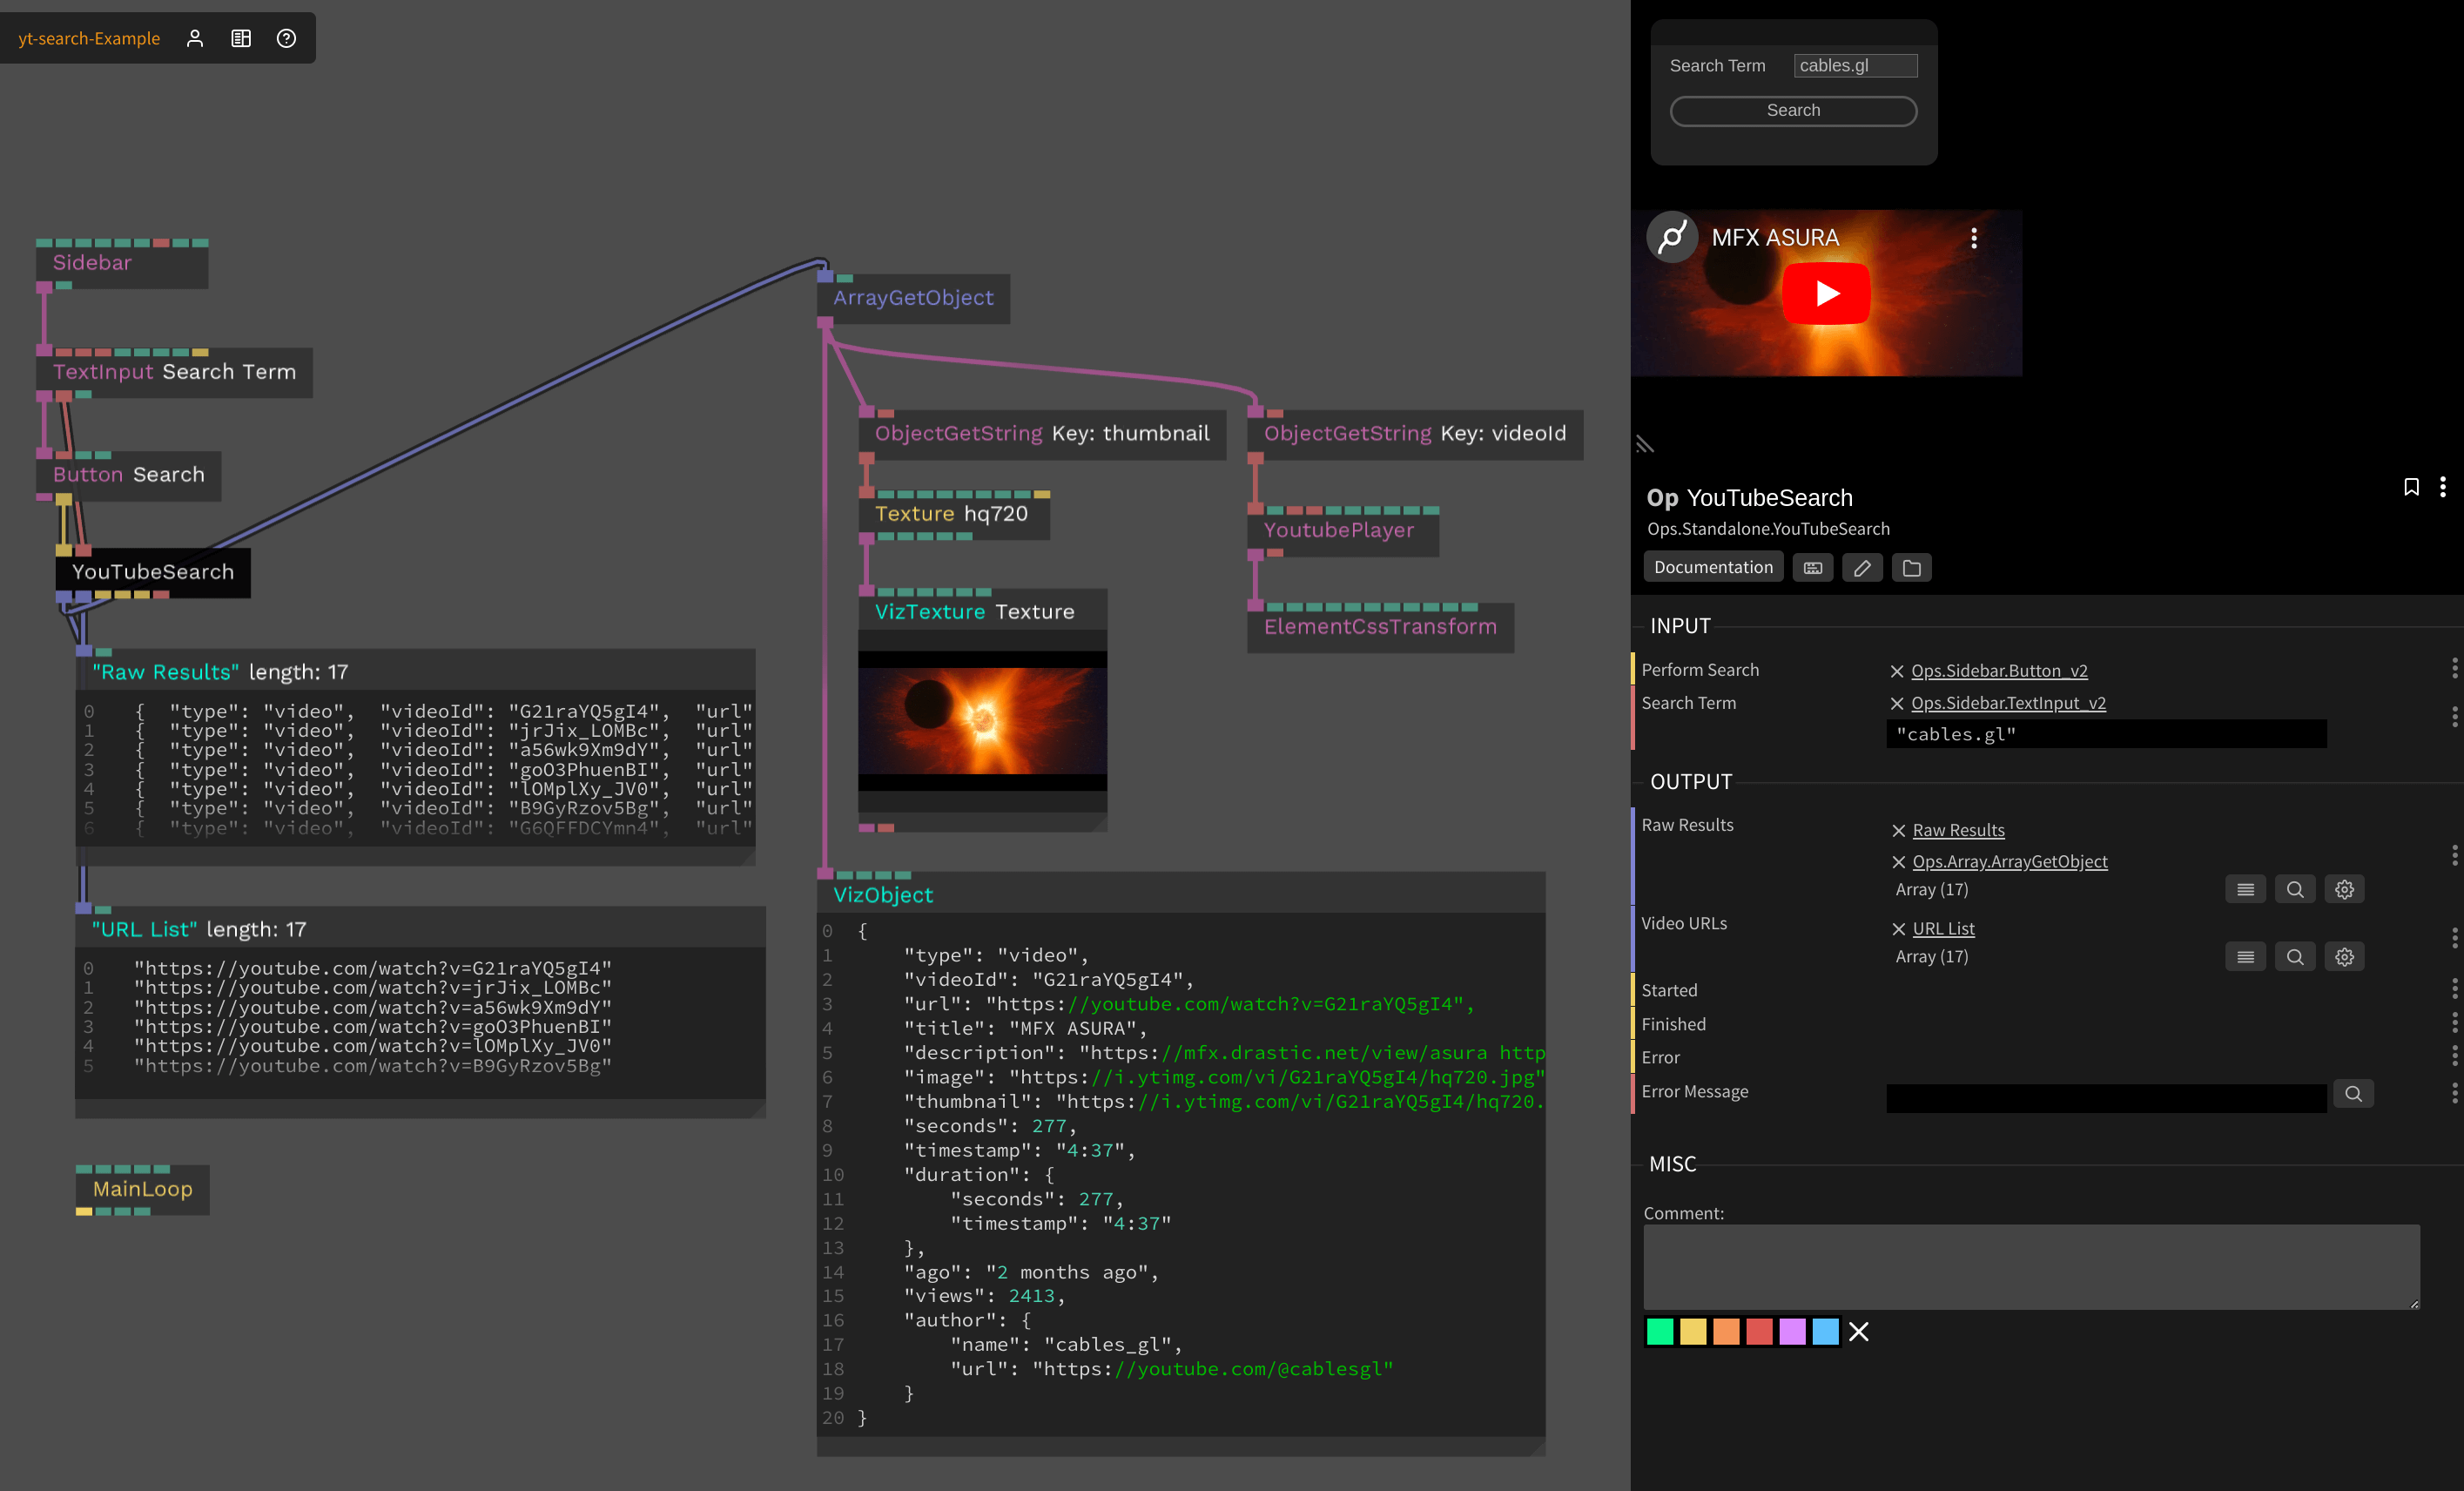 yt-search-Example
Sidebar
TextInput Search Term
Button Search
YouTubeSearch
"Raw Results" length: 17
0 { "type": "video", "videoId": "G21raYQ5gI4", "url"
1 { "type": "video", "videoId": "jrJix_LOMBc", "url"
2 { "type": "video", "videoId": "a56wk9Xm9dY", "url"
3 { "type": "video", "videoId": "goO3PhuenBI", "url"
4 { "type": "video", "videoId": "lOMplXy_JV0", "url"
5 { "type": "video", "videoId": "B9GyRzov5Bg", "url"
6 { "type": "video", "videoId": "G6QFFDCYmn4", "url"
"URL List" length: 17
0 "https://youtube.com/watch?v=G21raYQ5gI4"
1 "https://youtube.com/watch?v=jrJix_LOMBc"
2 "https://youtube.com/watch?v=a56wk9Xm9dY"
3 "https://youtube.com/watch?v=goO3PhuenBI"
4 "https://youtube.com/watch?v=lOMplXy_JV0"
5 "https://youtube.com/watch?v=B9GyRzov5Bg"
MainLoop
ArrayGetObject
ObjectGetString Key: thumbnail
ObjectGetString Key: videoId
Texture hq720
YoutubePlayer
VizTexture Texture
ElementCssTransform
VizObject
0 {
1 "type": "video",
2 "videoId": "G21raYQ5gI4",
3 "url": "https://youtube.com/watch?v=G21raYQ5gI4",
4 "title": "MFX ASURA",
5 "description": "https://mfx.drastic.net/view/asura http
6 "image": "https://i.ytimg.com/vi/G21raYQ5gI4/hq720.jpg"
7 "thumbnail": "https://i.ytimg.com/vi/G21raYQ5gI4/hq720.
8 "seconds": 277,
9 "timestamp": "4:37",
10 "duration": {
11 "seconds": 277,
12 "timestamp": "4:37"
13 },
14 "ago": "2 months ago",
15 "views": 2413,
16 "author": {
17 "name": "cables_gl",
18 "url": "https://youtube.com/@cablesgl"
19 }
20 }
Search Term cables.gl
Search
MFX ASURA
Op YouTubeSearch
Ops.Standalone.YouTubeSearch
Documentation
INPUT
Perform Search Ops.Sidebar.Button_v2
Search Term Ops.Sidebar.TextInput_v2
"cables.gl"
OUTPUT
Raw Results Raw Results
Ops.Array.ArrayGetObject
Array (17)
Video URLs URL List
Array (17)
Started
Finished
Error
Error Message
MISC
Comment: